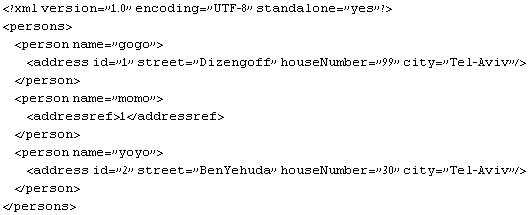 <?xml version="1.0" encoding="UTF-8" standalone="yes"?>
<persons>
<person name="gogo">
<address id="1" street="Dizengoff" houseNumber="99" city="Tel-Aviv"/>
</person>
<person name="momo">
<addressref>1</addressref>
</person>
<person name="yoyo">
<address id="2" street="BenYehuda" houseNumber="30" city="Tel-Aviv"/>
</person>
</persons>